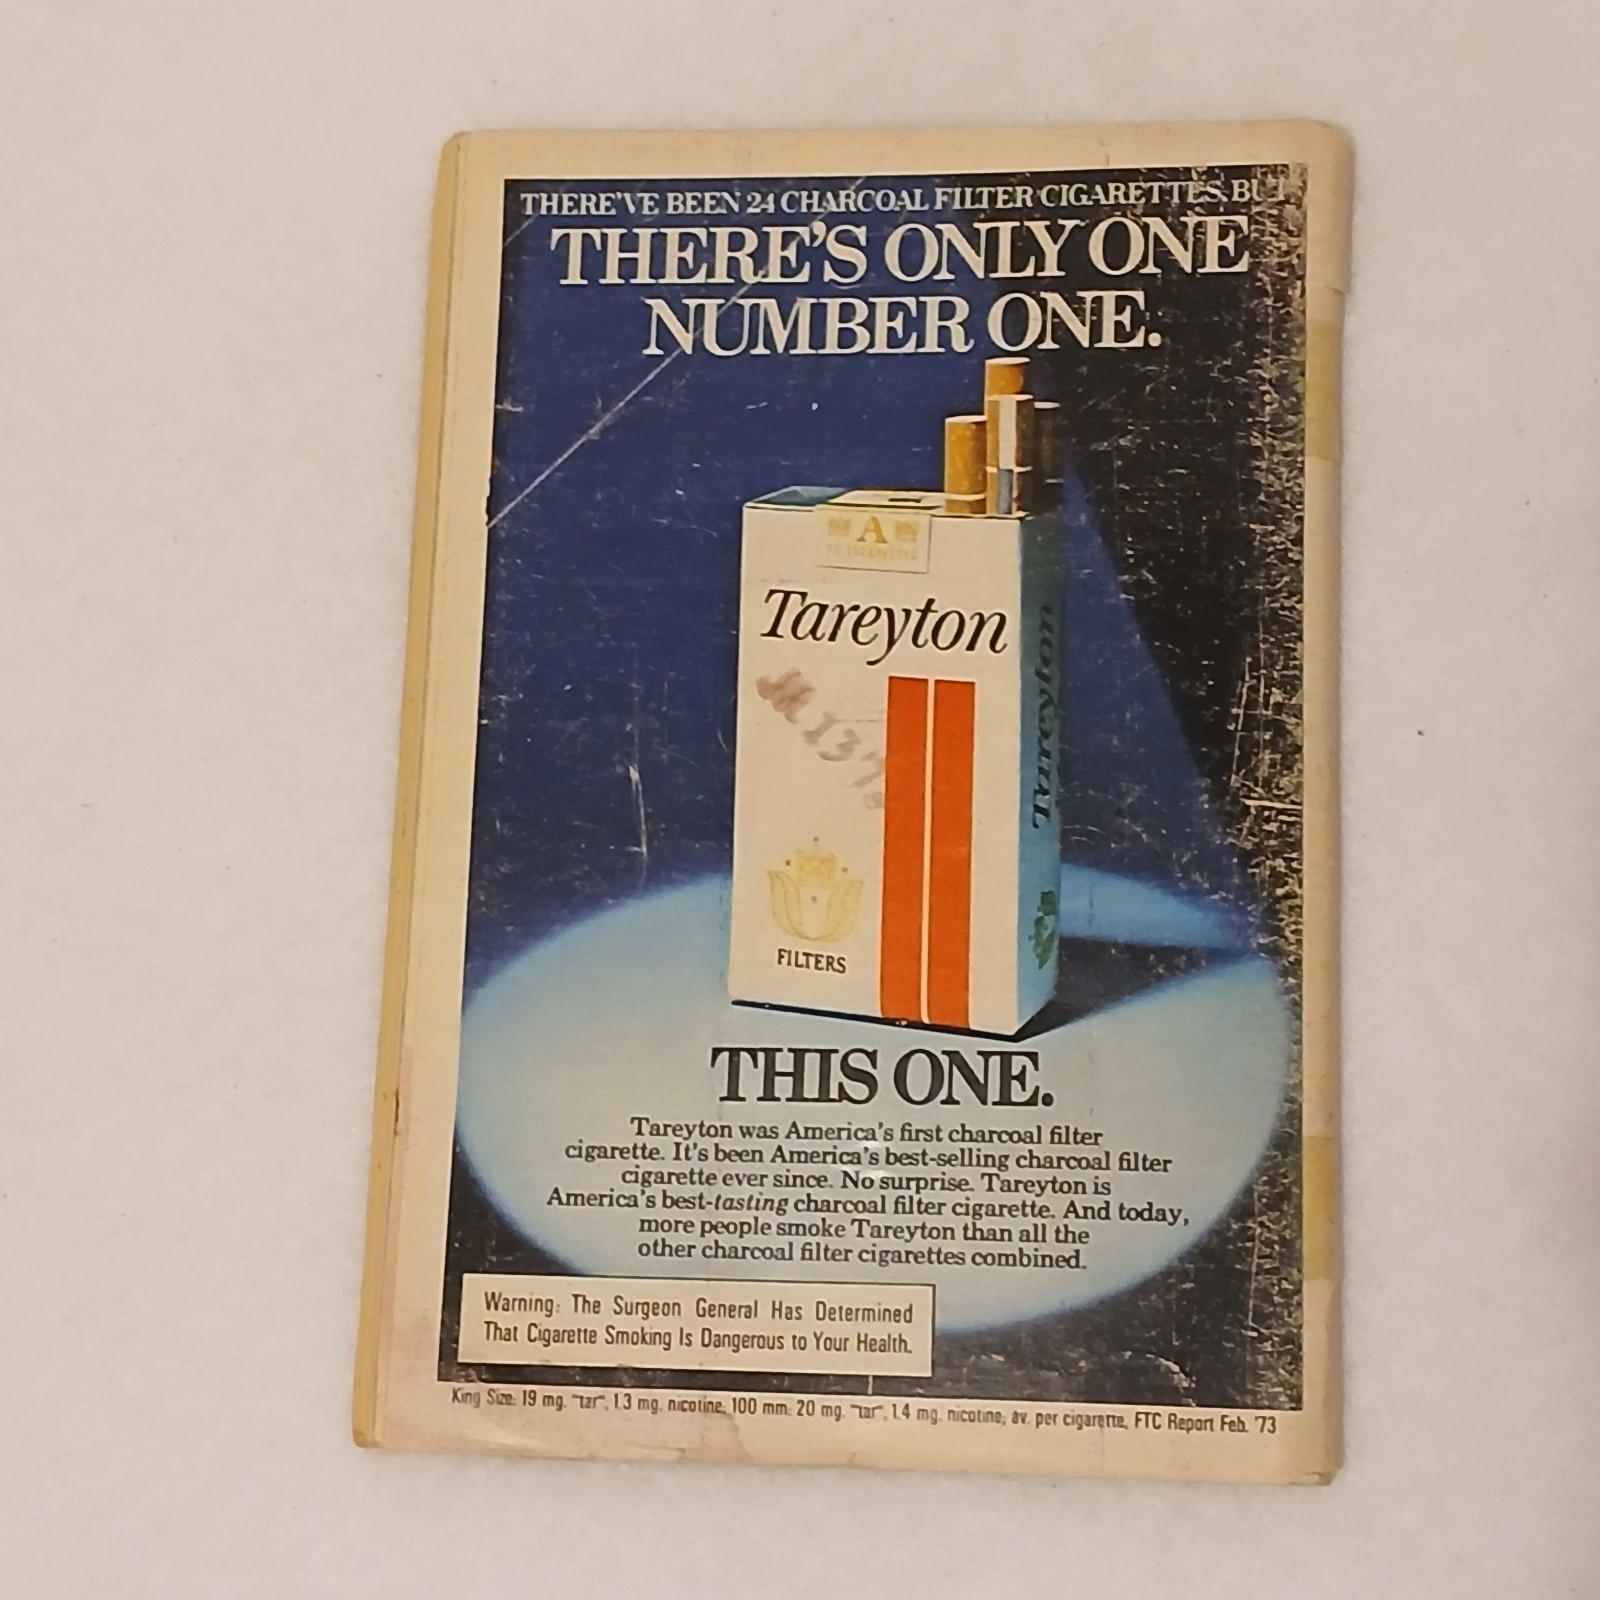 THERE'VE BEEN 24 CHARCOAL FILTER CIGARETTES, BUT
THERE'S ONLY ONE
NUMBER ONE.
A
20 CIGARETTES
Tareyton
Tareyton
FILTERS
THIS ONE.
Tareyton was America's first charcoal filter
cigarette. It's been America's best-selling charcoal filter
cigarette ever since. No surprise. Tareyton is
America's best-tasting charcoal filter cigarette. And today,
more people smoke Tareyton than all the
other charcoal filter cigarettes combined.
Warning: The Surgeon General Has Determined
That Cigarette Smoking Is Dangerous to Your Health.
King Size: 19 mg. "tar", 1.3 mg. nicotine; 100 mm: 20 mg. "tar", 1.4 mg. nicotine; av. per cigarette, FTC Report Feb. '73